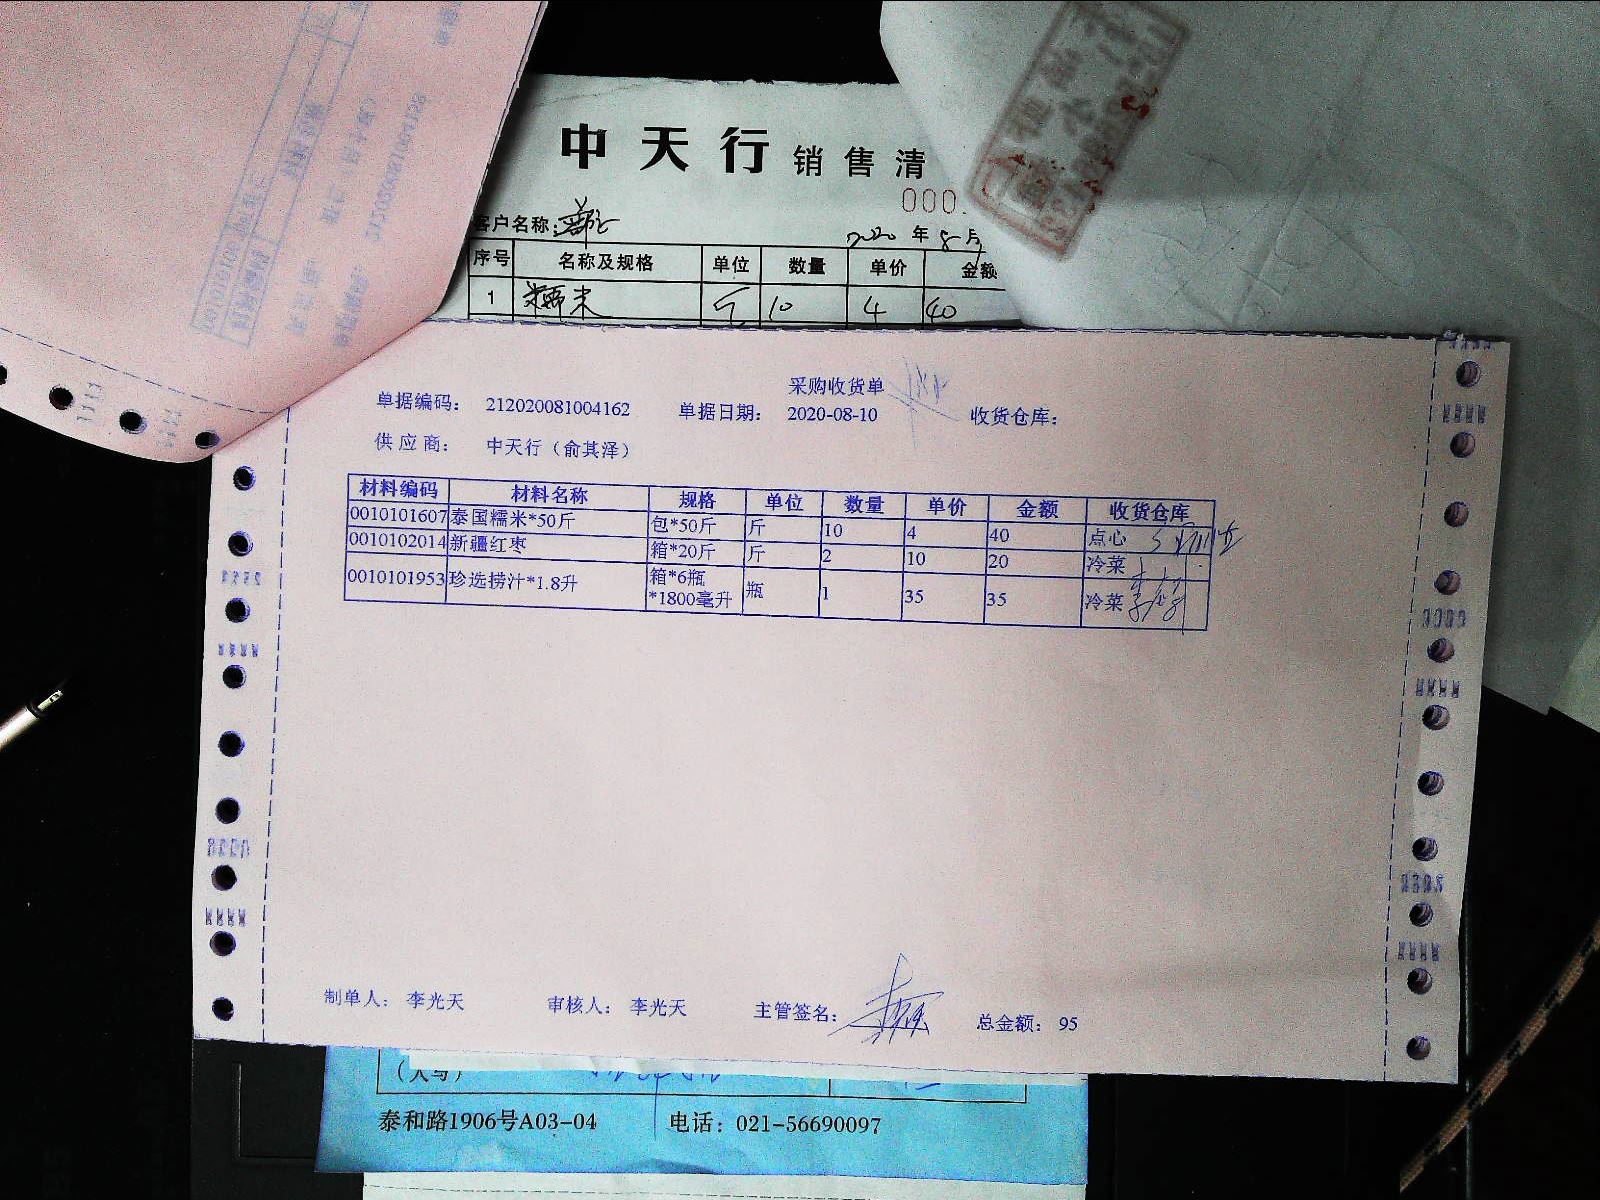 中天行 销售清
000
客户名称:
2020 年 8 月
序号 名称及规格 单位 数量 单价 金额
1 糯米 斤 10 4 40
采购收货单
单据编码: 212020081004162 单据日期: 2020-08-10 收货仓库:
供应商: 中天行(俞其泽)
材料编码 材料名称 规格 单位 数量 单价 金额 收货仓库
0010101607 泰国糯米*50斤 包*50斤 斤 10 4 40 点心
0010102014 新疆红枣 箱*20斤 斤 2 10 20 冷菜
0010101953 珍选捞汁*1.8升 箱*6瓶*1800毫升 瓶 1 35 35 冷菜
制单人: 李光天 审核人: 李光天 主管签名: 总金额: 95
(大写)
泰和路1906号A03-04 电话: 021-56690097